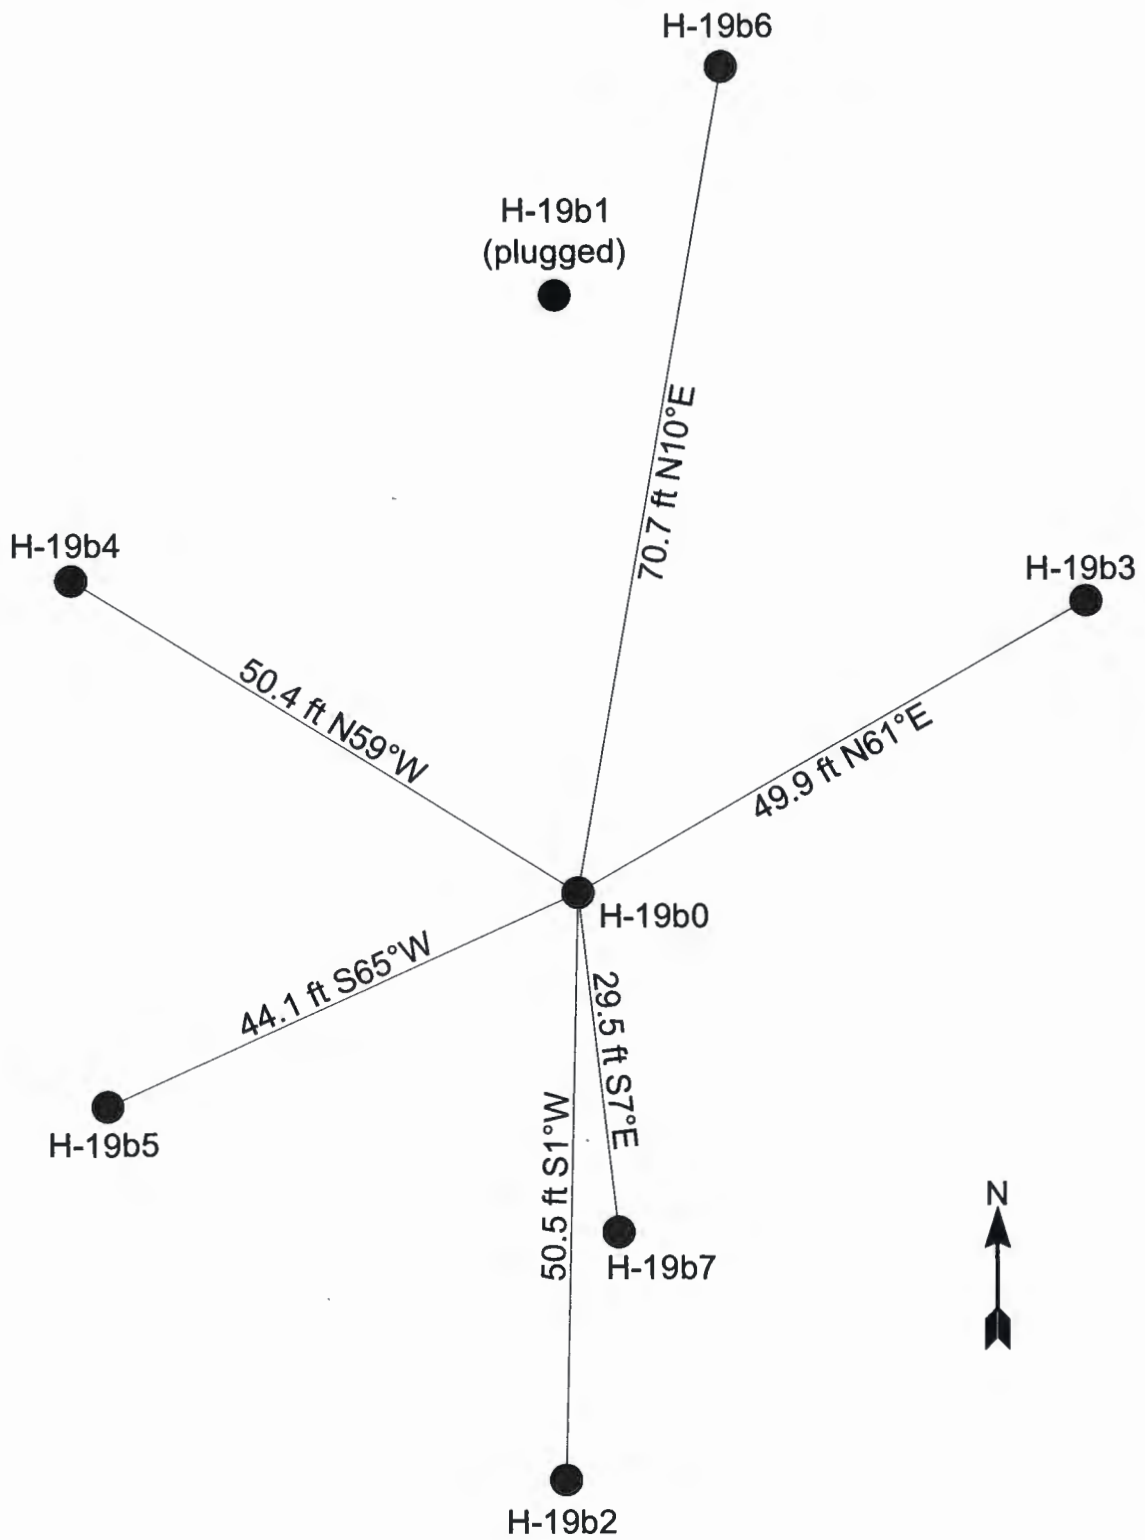 H-19b6
H-19b1
(plugged)
70.7 ft N10°E
H-19b4
H-19b3
50.4 ft N59°W
49.9 ft N61°E
H-19b0
44.1 ft S65°W
29.5 ft S7°E
50.5 ft S1°W
H-19b5
N
H-19b7
H-19b2